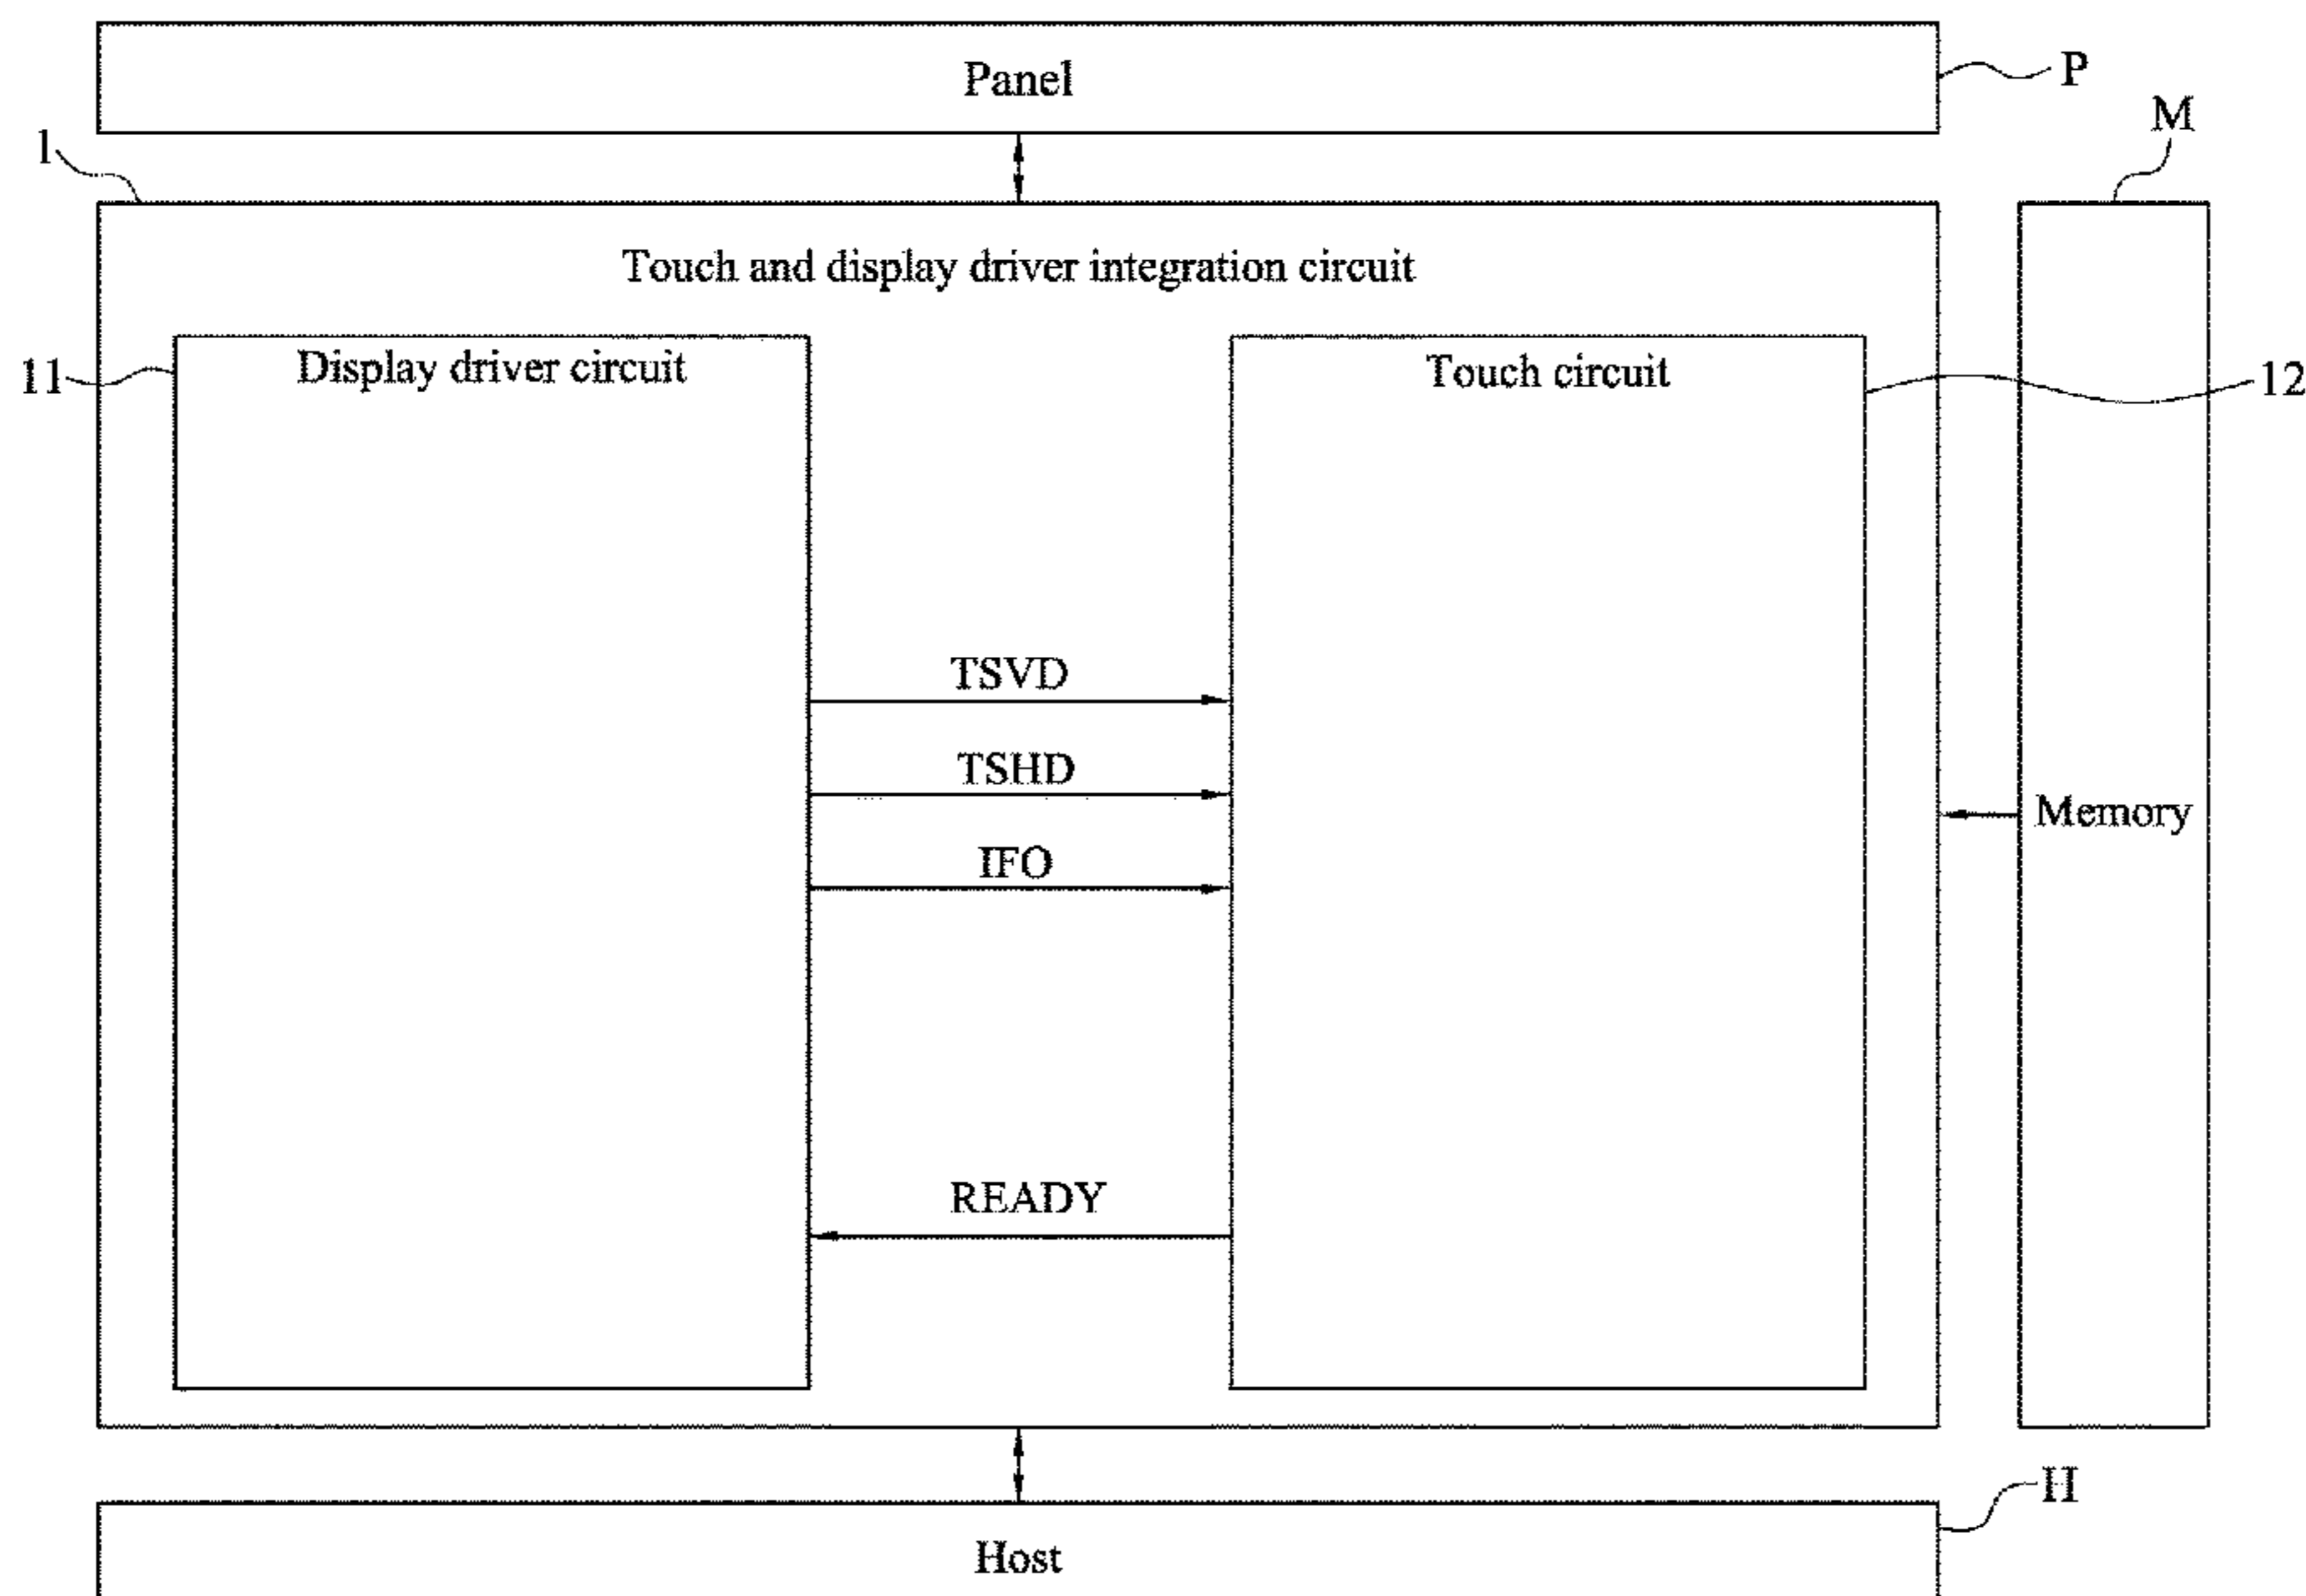 Panel
P
M
1
Touch and display driver integration circuit
11
Display driver circuit
Touch circuit
12
TSVD
TSHD
IFO
Memory
READY
H
Host